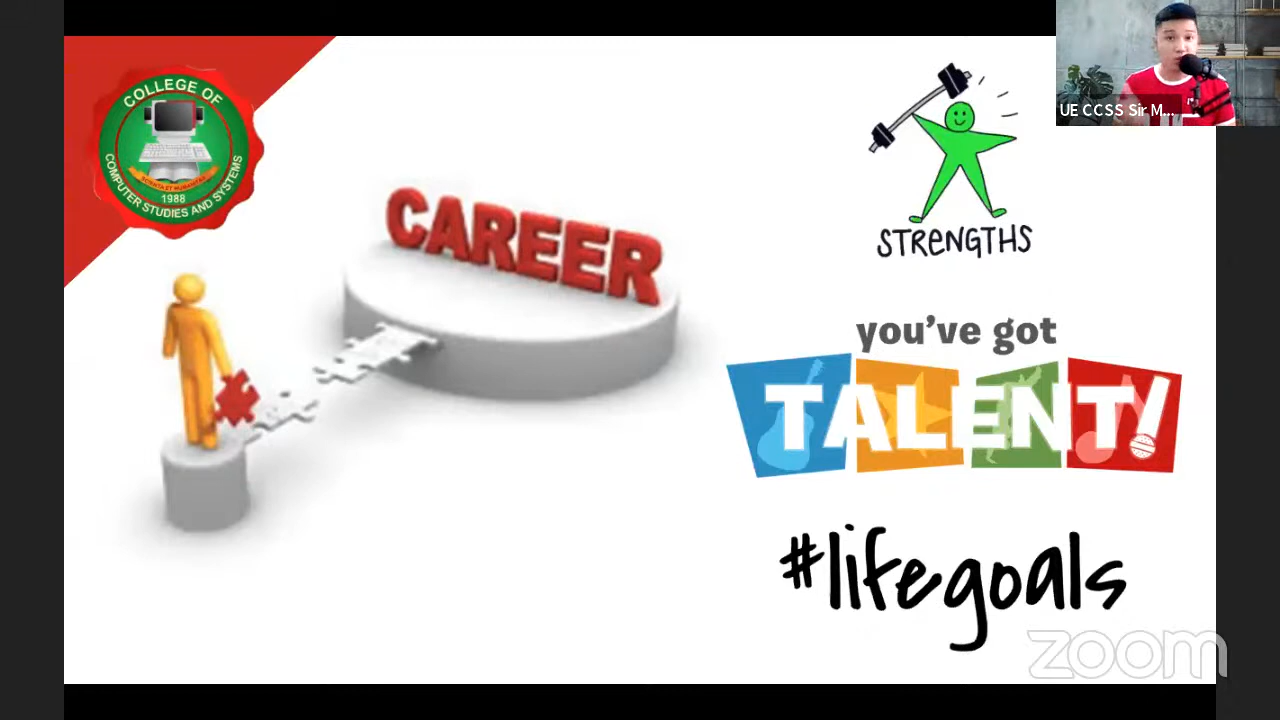 COLLEGE OF
COMPUTER STUDIES AND SYSTEMS
1988
CAREER
STRENGTHS
you've got
TALENT!
#lifegoals
UE CCSS Sir M...
zoom